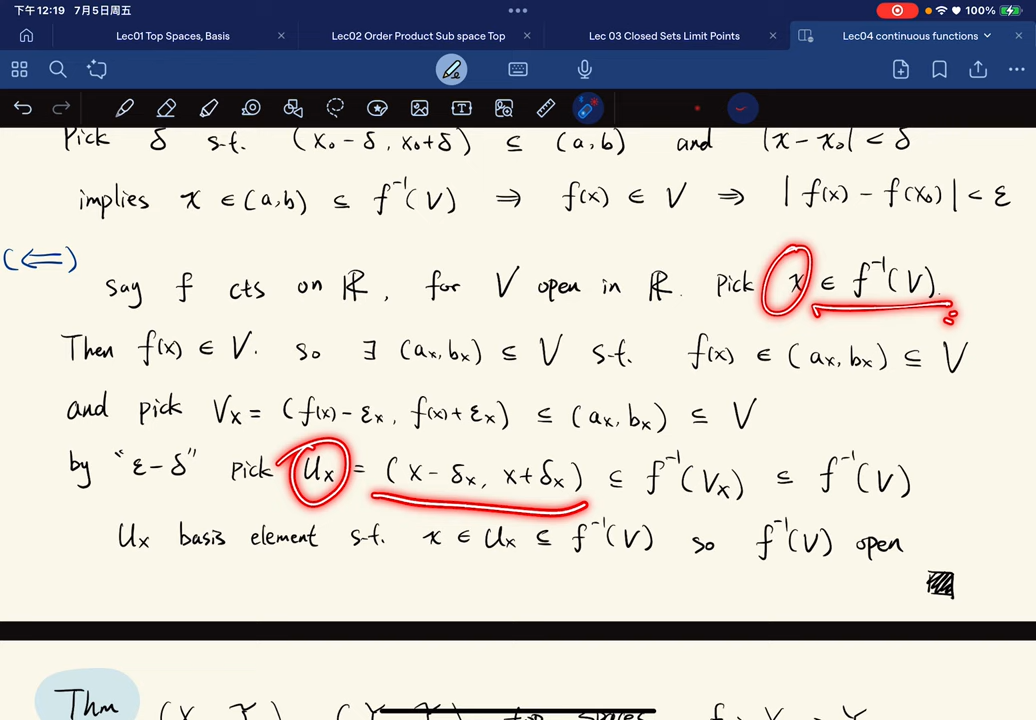 下午12:19 7月5日周五
100%
Lec01 Top Spaces, Basis
Lec02 Order Product Sub space Top
Lec 03 Closed Sets Limit Points
Lec04 continuous functions
Pick δ s.t. (x₀-δ, x₀+δ) ⊆ (a,b) and |x-x₀| < δ
implies x ∈ (a,b) ⊆ f⁻¹(V) ⇒ f(x) ∈ V ⇒ |f(x) - f(x₀)| < ε
(⇐)
Say f cts on ℝ, for V open in ℝ. Pick x ∈ f⁻¹(V).
Then f(x) ∈ V. so ∃ (aₓ, bₓ) ⊆ V s.t. f(x) ∈ (aₓ, bₓ) ⊆ V
and pick Vₓ = (f(x)-εₓ, f(x)+εₓ) ⊆ (aₓ, bₓ) ⊆ V
by "ε-δ" Pick Uₓ = (x-δₓ, x+δₓ) ⊆ f⁻¹(Vₓ) ⊆ f⁻¹(V)
Uₓ basis element s.t. x ∈ Uₓ ⊆ f⁻¹(V) so f⁻¹(V) open
Thm